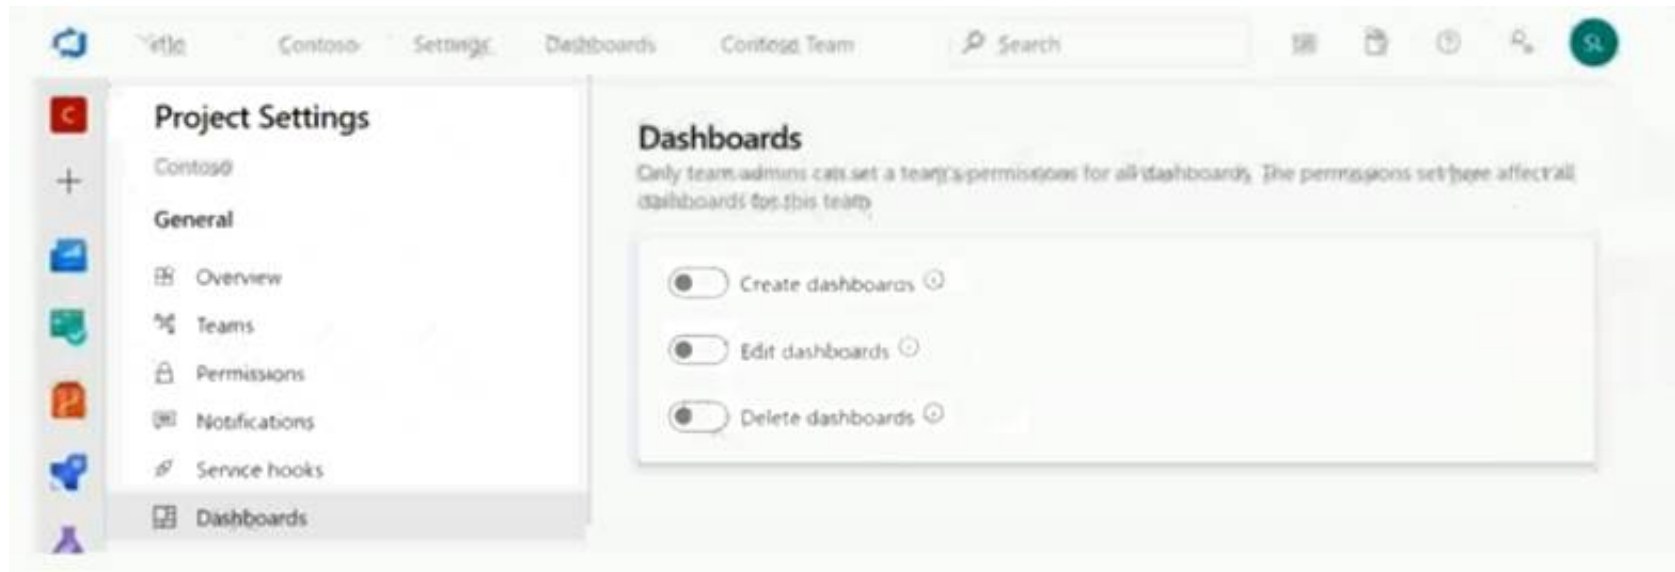 Contoso Settings Dashboards Contoso Team Search SL
C
Project Settings
Contoso
General
Overview
Teams
Permissions
Notifications
Service hooks
Dashboards
Dashboards
Only team admins can set a team's permissions for all dashboards. The permissions set here affect all
dashboards for this team
Create dashboards
Edit dashboards
Delete dashboards